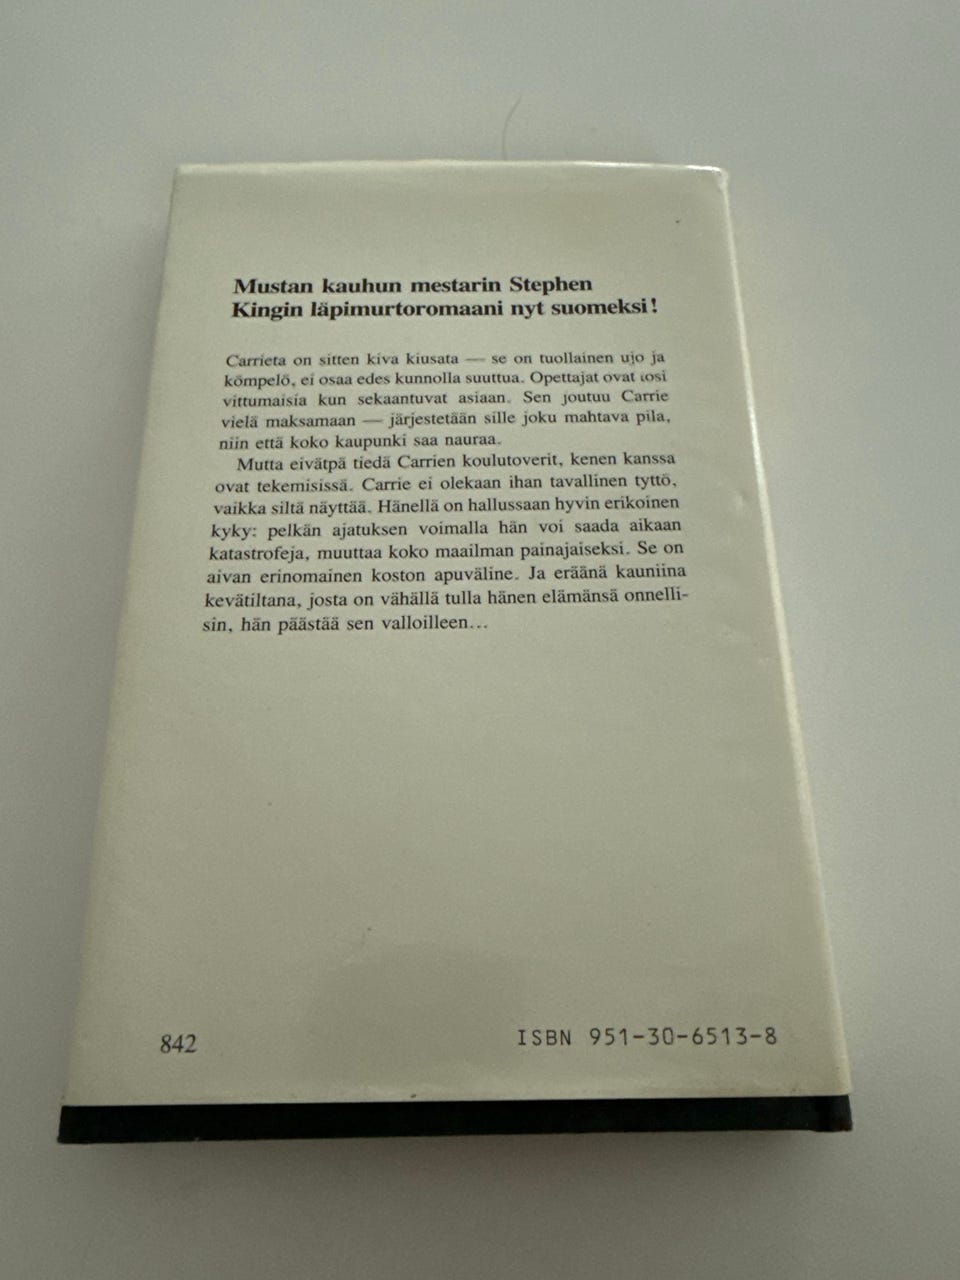 Mustan kauhun mestarin Stephen
Kingin läpimurtoromaani nyt suomeksi!
Carrieta on sitten kiva kiusata — se on tuollainen ujo ja
kömpelö, ei osaa edes kunnolla suuttua. Opettajat ovat tosi
vittumaisia kun sekaantuvat asiaan. Sen joutuu Carrie
vielä maksamaan — järjestetään sille joku mahtava pila,
niin että koko kaupunki saa nauraa.
Mutta eivätpä tiedä Carrien koulutoverit, kenen kanssa
ovat tekemisissä. Carrie ei olekaan ihan tavallinen tyttö,
vaikka siltä näyttää. Hänellä on hallussaan hyvin erikoinen
kyky: pelkän ajatuksen voimalla hän voi saada aikaan
katastrofeja, muuttaa koko maailman painajaiseksi. Se on
aivan erinomainen koston apuväline. Ja eräänä kauniina
kevätiltana, josta on vähällä tulla hänen elämänsä onnelli-
sin, hän päästää sen valloilleen...
842
ISBN 951-30-6513-8